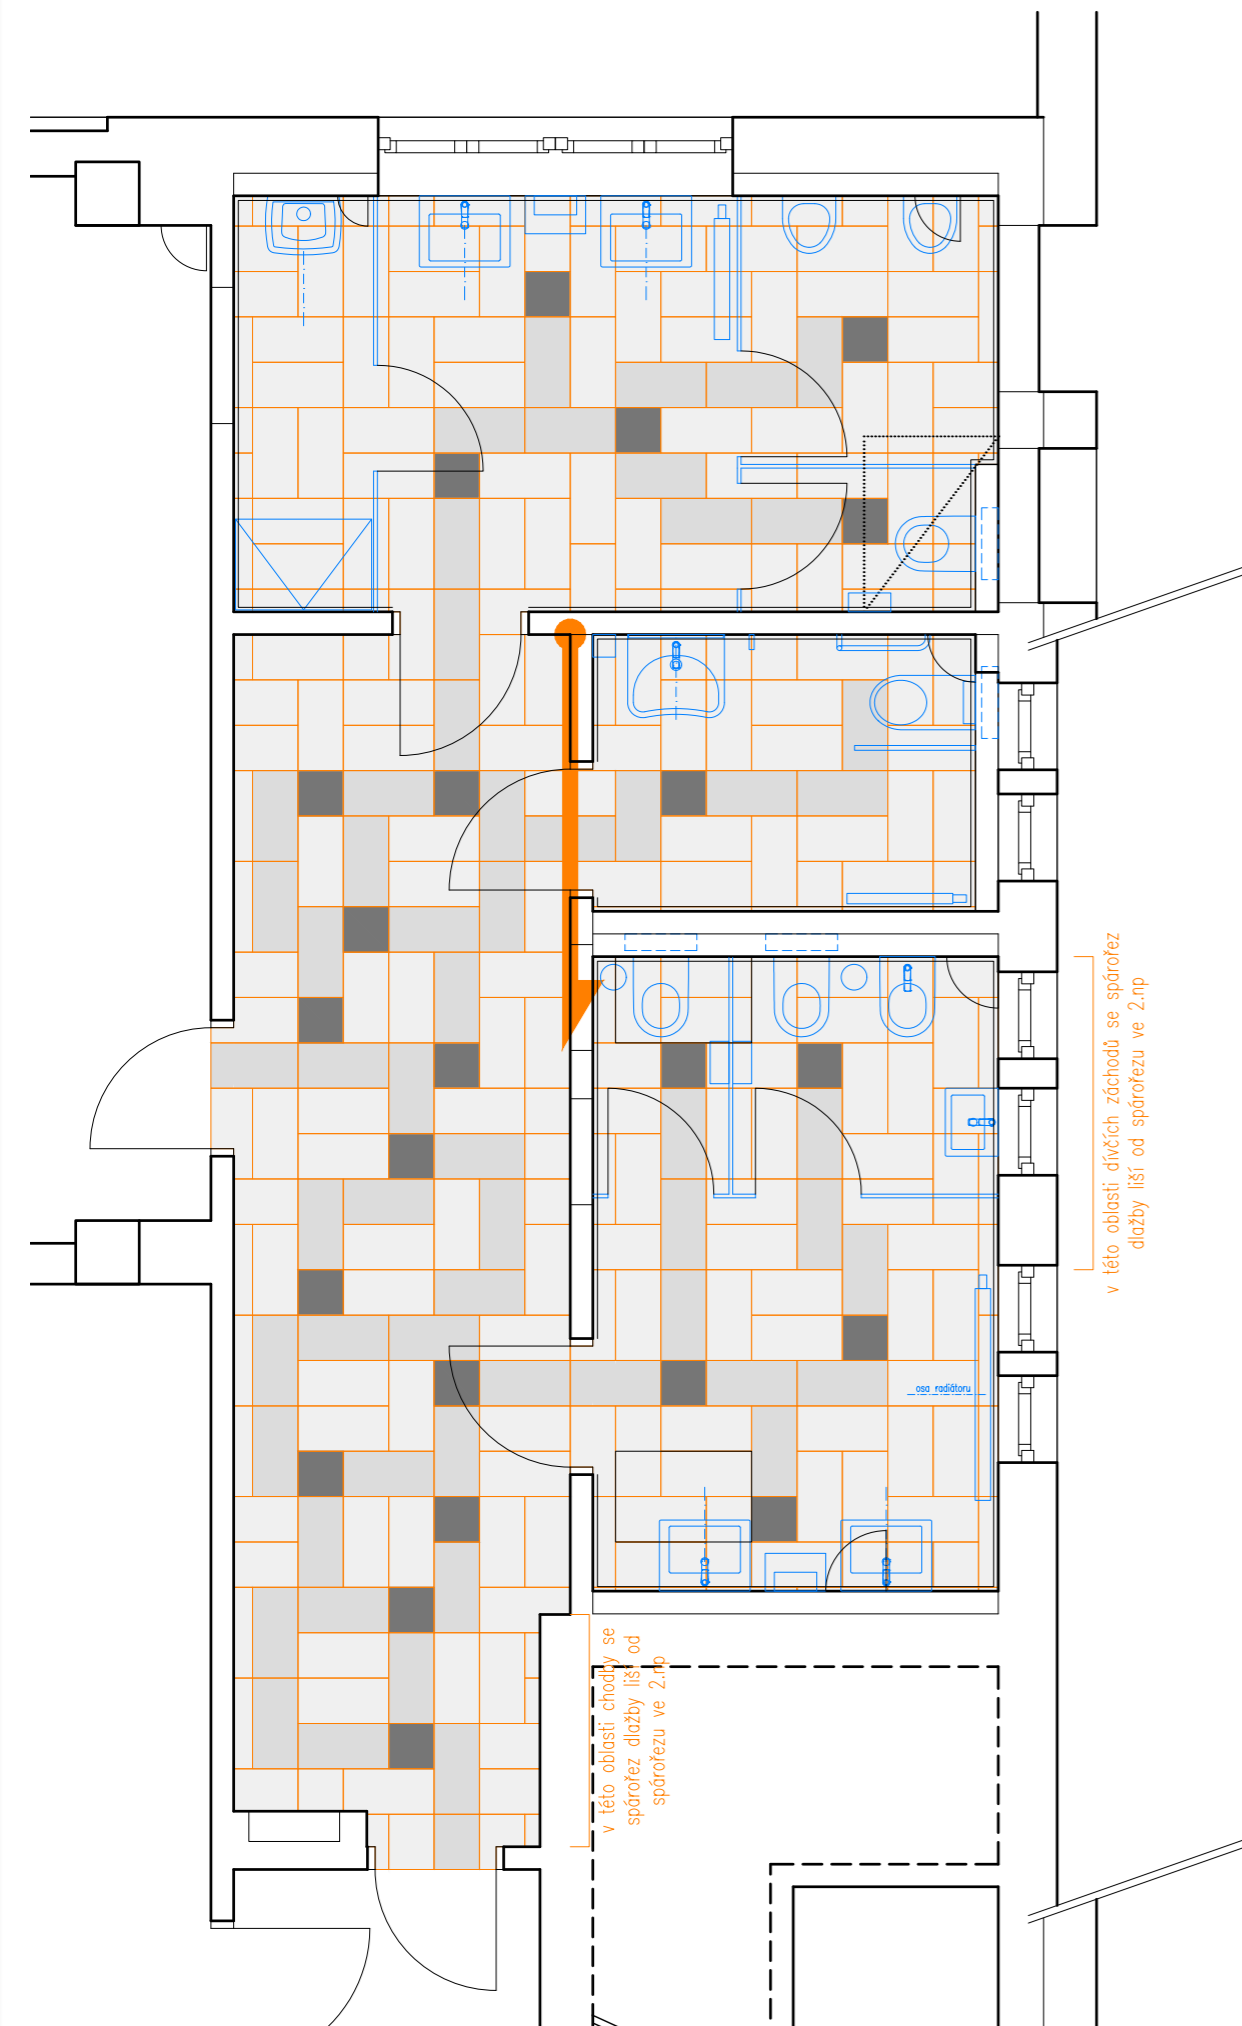 v této oblasti dívčích záchodů se spárořez
dlažby liší od spárořezu ve 2.np
osa radiátoru
v této oblasti chodby se
spárořez dlažby liší od
spárořezu ve 2.np